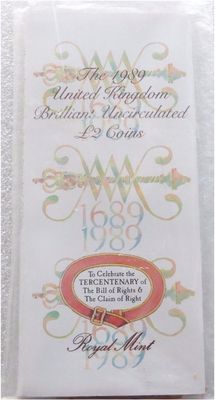 The 1989
United Kingdom
Brilliant Uncirculated
£2 Coins
1689
1989
To Celebrate the
TERCENTENARY of
The Bill of Rights &
The Claim of Right
Royal Mint
1989